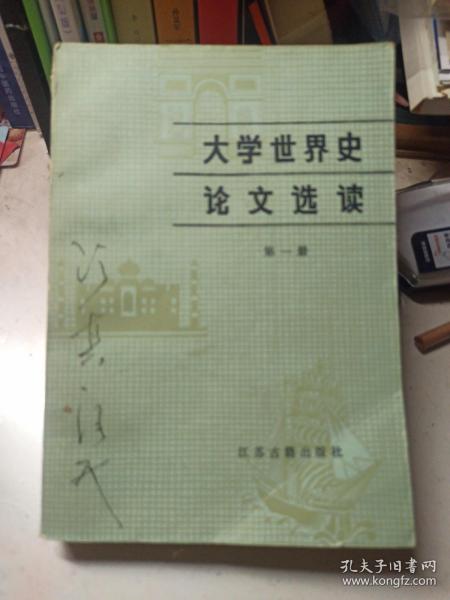 大学世界史
论文选读
第一册
江苏古籍出版社
孔夫子旧书网
www.kongfz.com